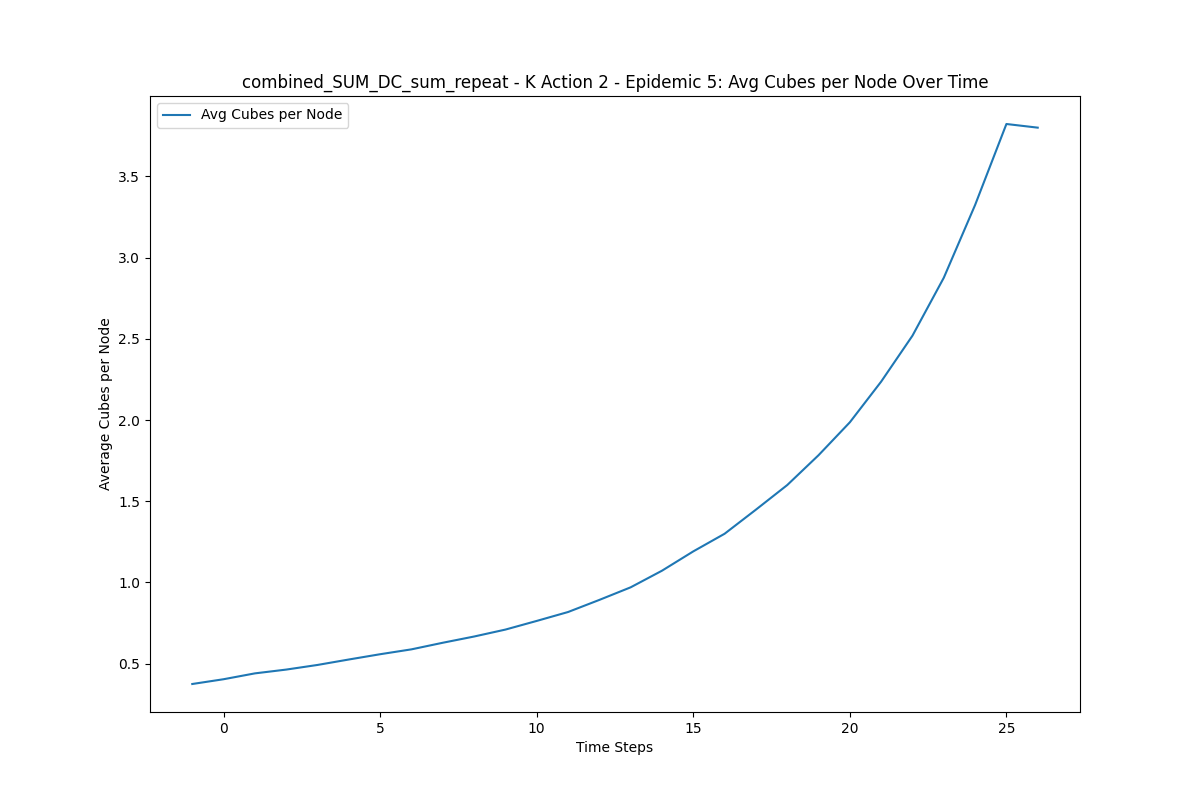 combined_SUM_DC_sum_repeat - K Action 2 - Epidemic 5: Avg Cubes per Node Over Time
Avg Cubes per Node
3.5
3.0
2.5
2.0
1.5
1.0
0.5
Average Cubes per Node
0 5 10 15 20 25
Time Steps